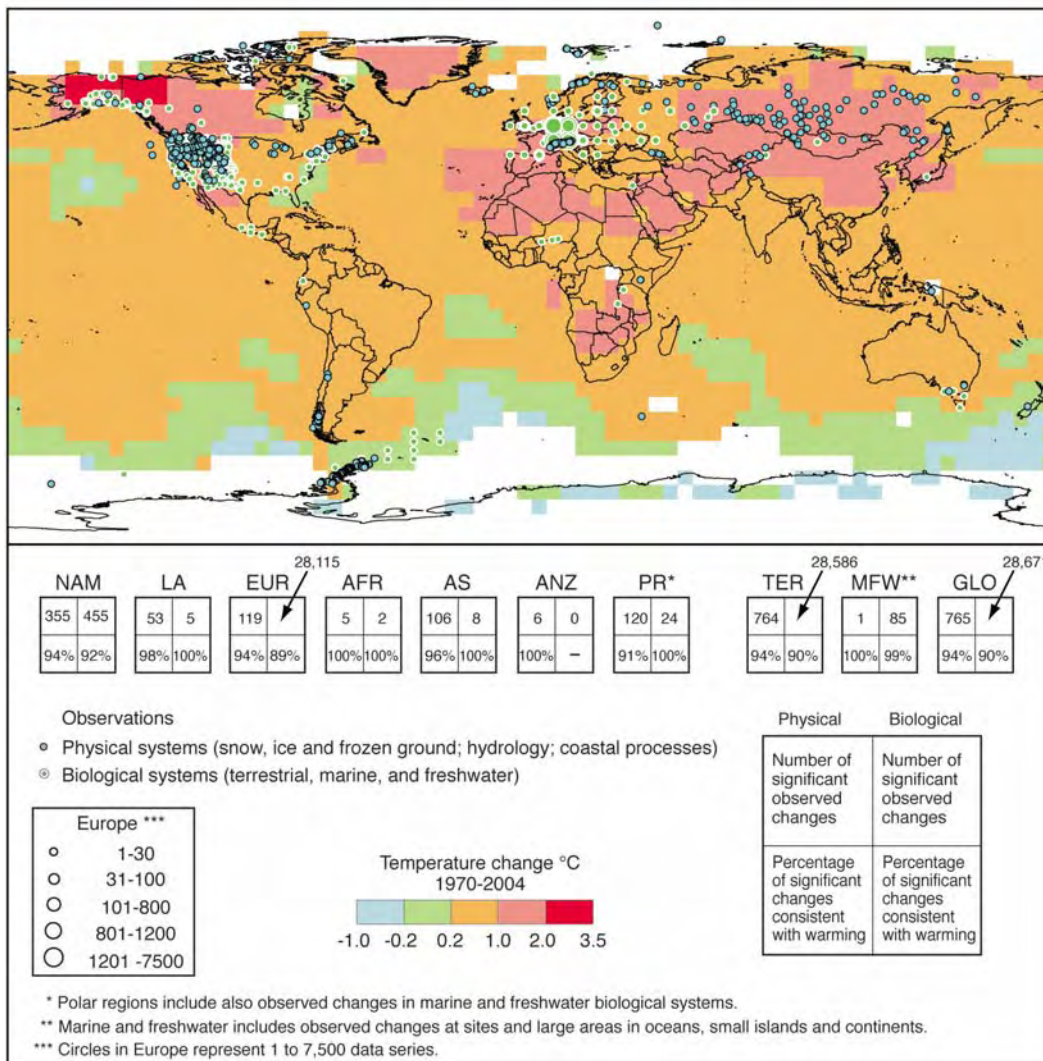 28,115
28,586
28,671
NAM LA EUR AFR AS ANZ PR* TER MFW** GLO
355 455 53 5 119 5 2 106 8 6 0 120 24 764 1 85 765
94% 92% 98% 100% 94% 89% 100% 100% 96% 100% 100% – 91% 100% 94% 90% 100% 99% 94% 90%
Observations
Physical systems (snow, ice and frozen ground; hydrology; coastal processes)
Biological systems (terrestrial, marine, and freshwater)
Europe ***
1-30
31-100
101-800
801-1200
1201 -7500
Temperature change °C
1970-2004
-1.0 -0.2 0.2 1.0 2.0 3.5
Physical Biological
Number of
significant
observed
changes
Number of
significant
observed
changes
Percentage
of significant
changes
consistent
with warming
Percentage
of significant
changes
consistent
with warming
* Polar regions include also observed changes in marine and freshwater biological systems.
** Marine and freshwater includes observed changes at sites and large areas in oceans, small islands and continents.
*** Circles in Europe represent 1 to 7,500 data series.